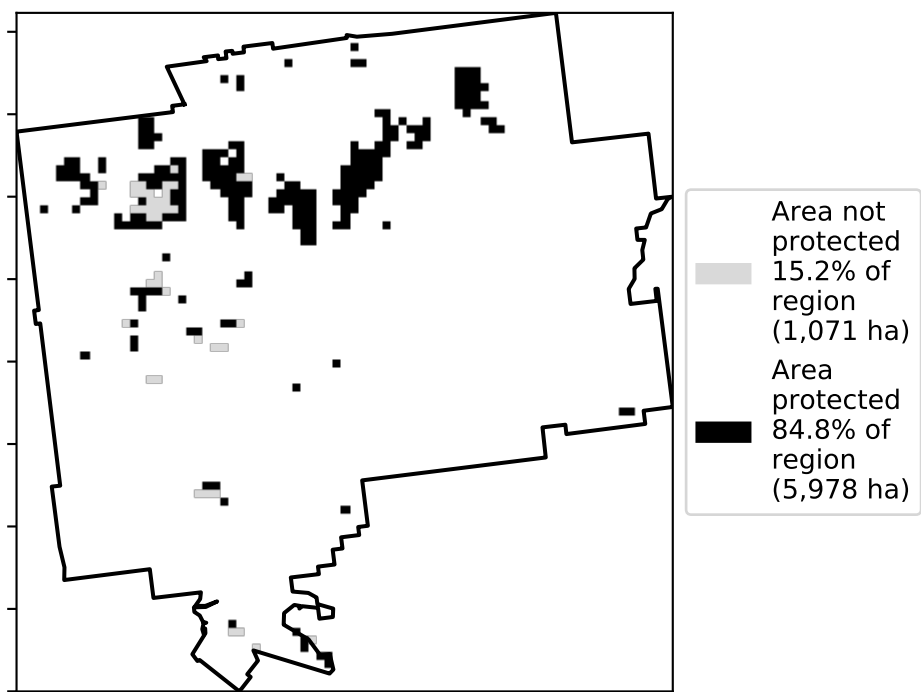 Area not
protected
15.2% of
region
(1,071 ha)
Area
protected
84.8% of
region
(5,978 ha)